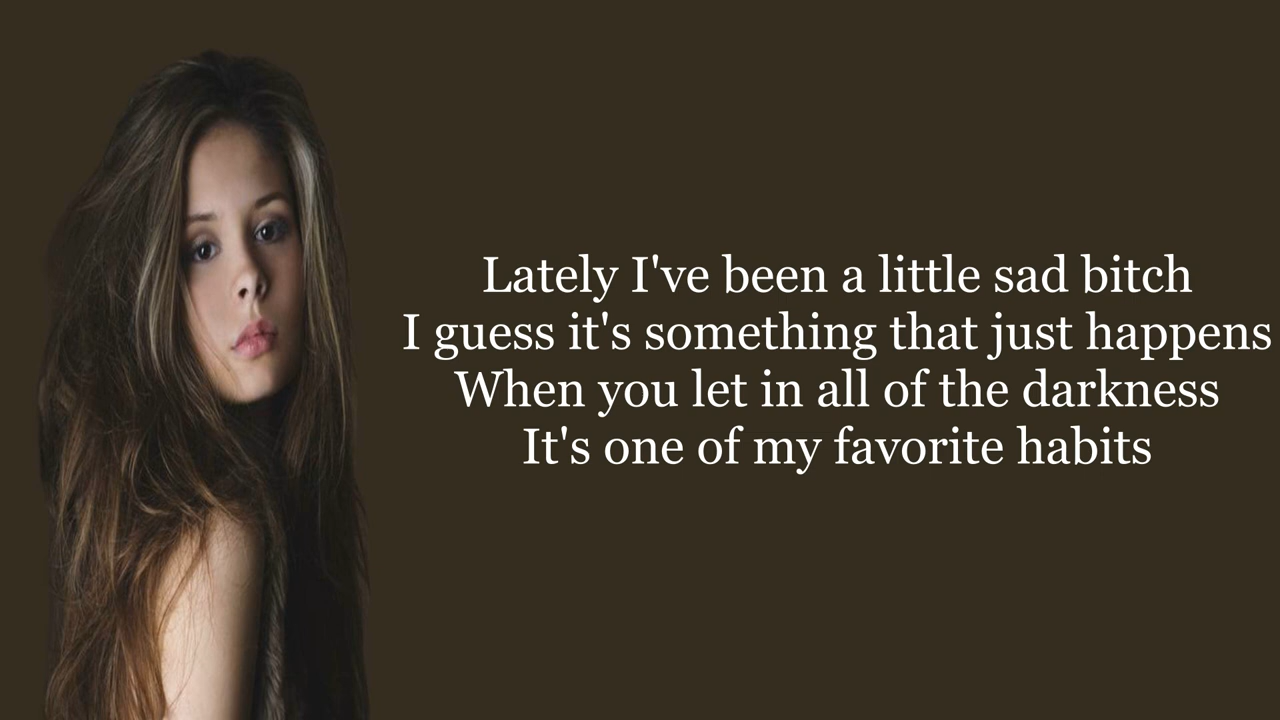 Lately I've been a little sad bitch
I guess it's something that just happens
When you let in all of the darkness
It's one of my favorite habits